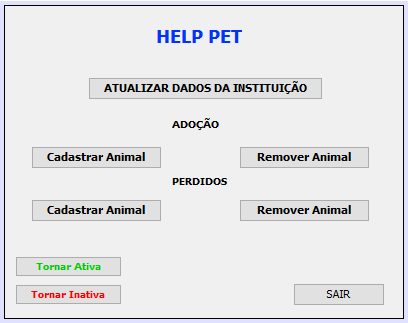 HELP PET
ATUALIZAR DADOS DA INSTITUIÇÃO
ADOÇÃO
Cadastrar Animal Remover Animal
PERDIDOS
Cadastrar Animal Remover Animal
Tornar Ativa
Tornar Inativa SAIR